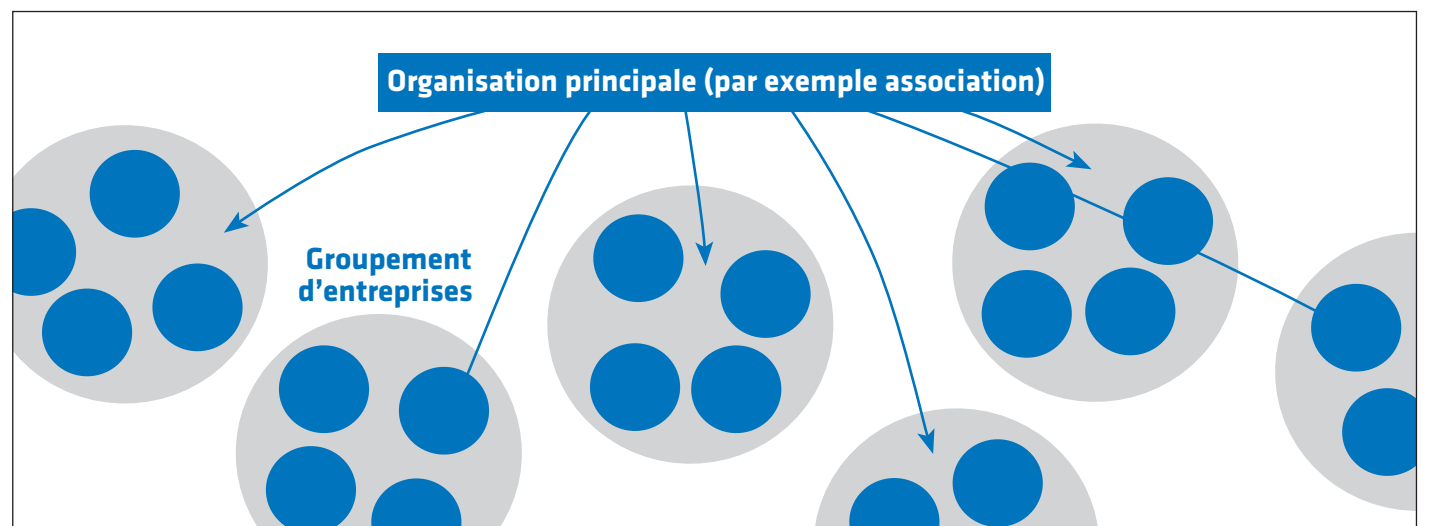 Organisation principale (par exemple association)
Groupement
d’entreprises